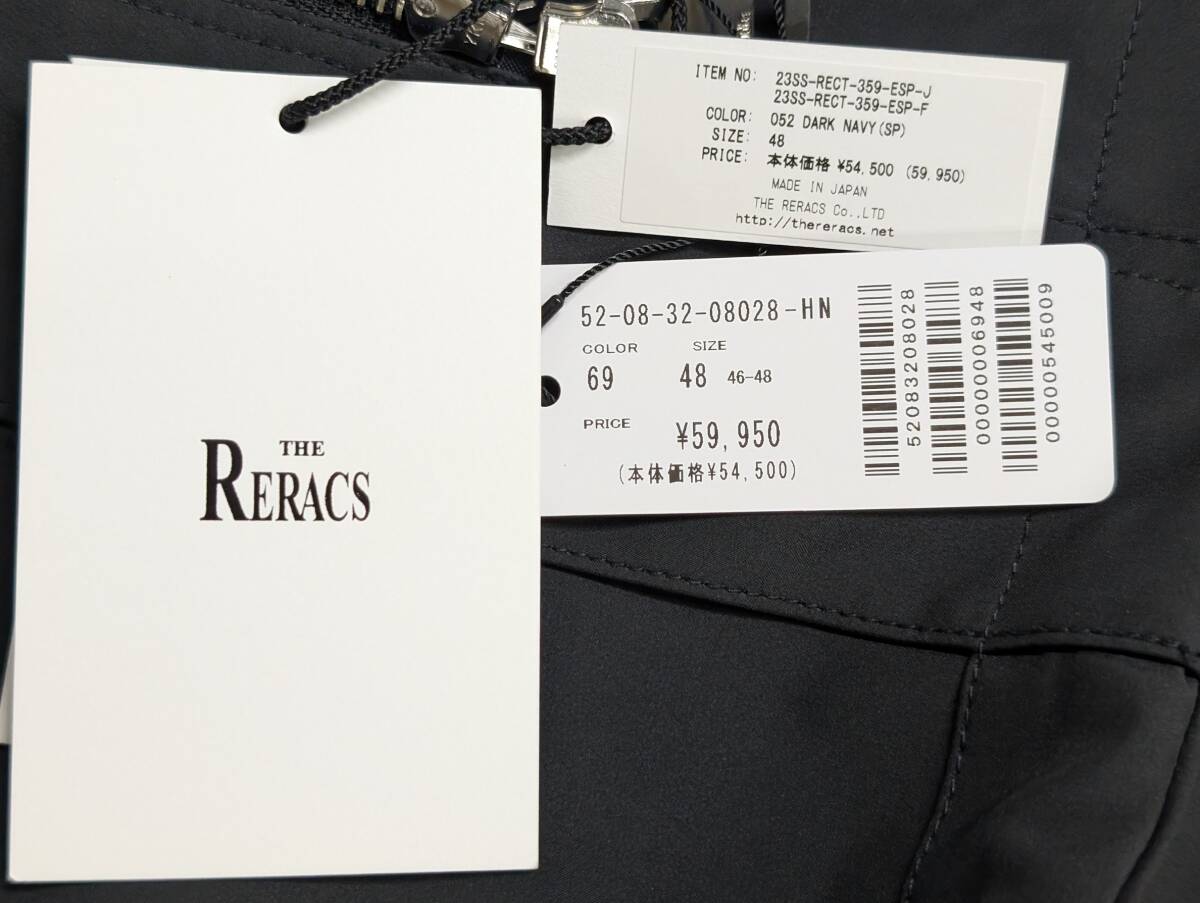 THE
RERACS
ITEM NO: 23SS-RECT-359-ESP-J
23SS-RECT-359-ESP-F
COLOR: 052 DARK NAVY(SP)
SIZE: 48
PRICE: 本体価格 ¥54,500 (59,950)
MADE IN JAPAN
THE RERACS Co.,LTD
http://thereracs.net
52-08-32-08028-HN
COLOR SIZE
69 48 46-48
PRICE ¥59,950
(本体価格¥54,500)
52083208028
000000006948
0000545009